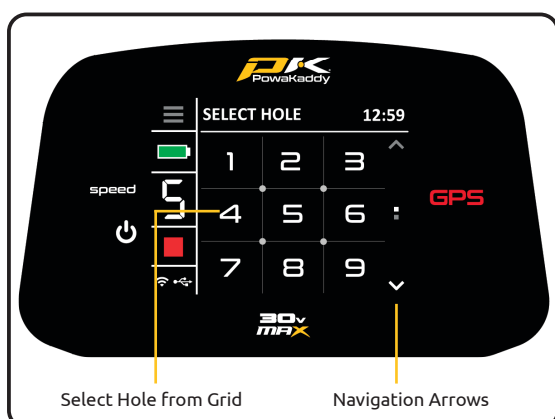 PK
PowaKaddy
SELECT HOLE 12:59
1 2 3
speed 5 GPS
4 5 6
7 8 9
30v
MAX
Select Hole from Grid Navigation Arrows